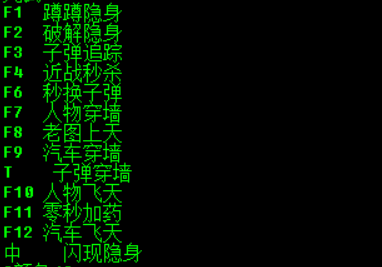 F1 蹲蹲隐身
F2 破解隐身
F3 子弹追踪
F4 近战秒杀
F6 秒换子弹
F7 人物穿墙
F8 老图上天
F9 汽车穿墙
T 子弹穿墙
F10 人物飞天
F11 零秒加药
F12 汽车飞天
中 闪现隐身